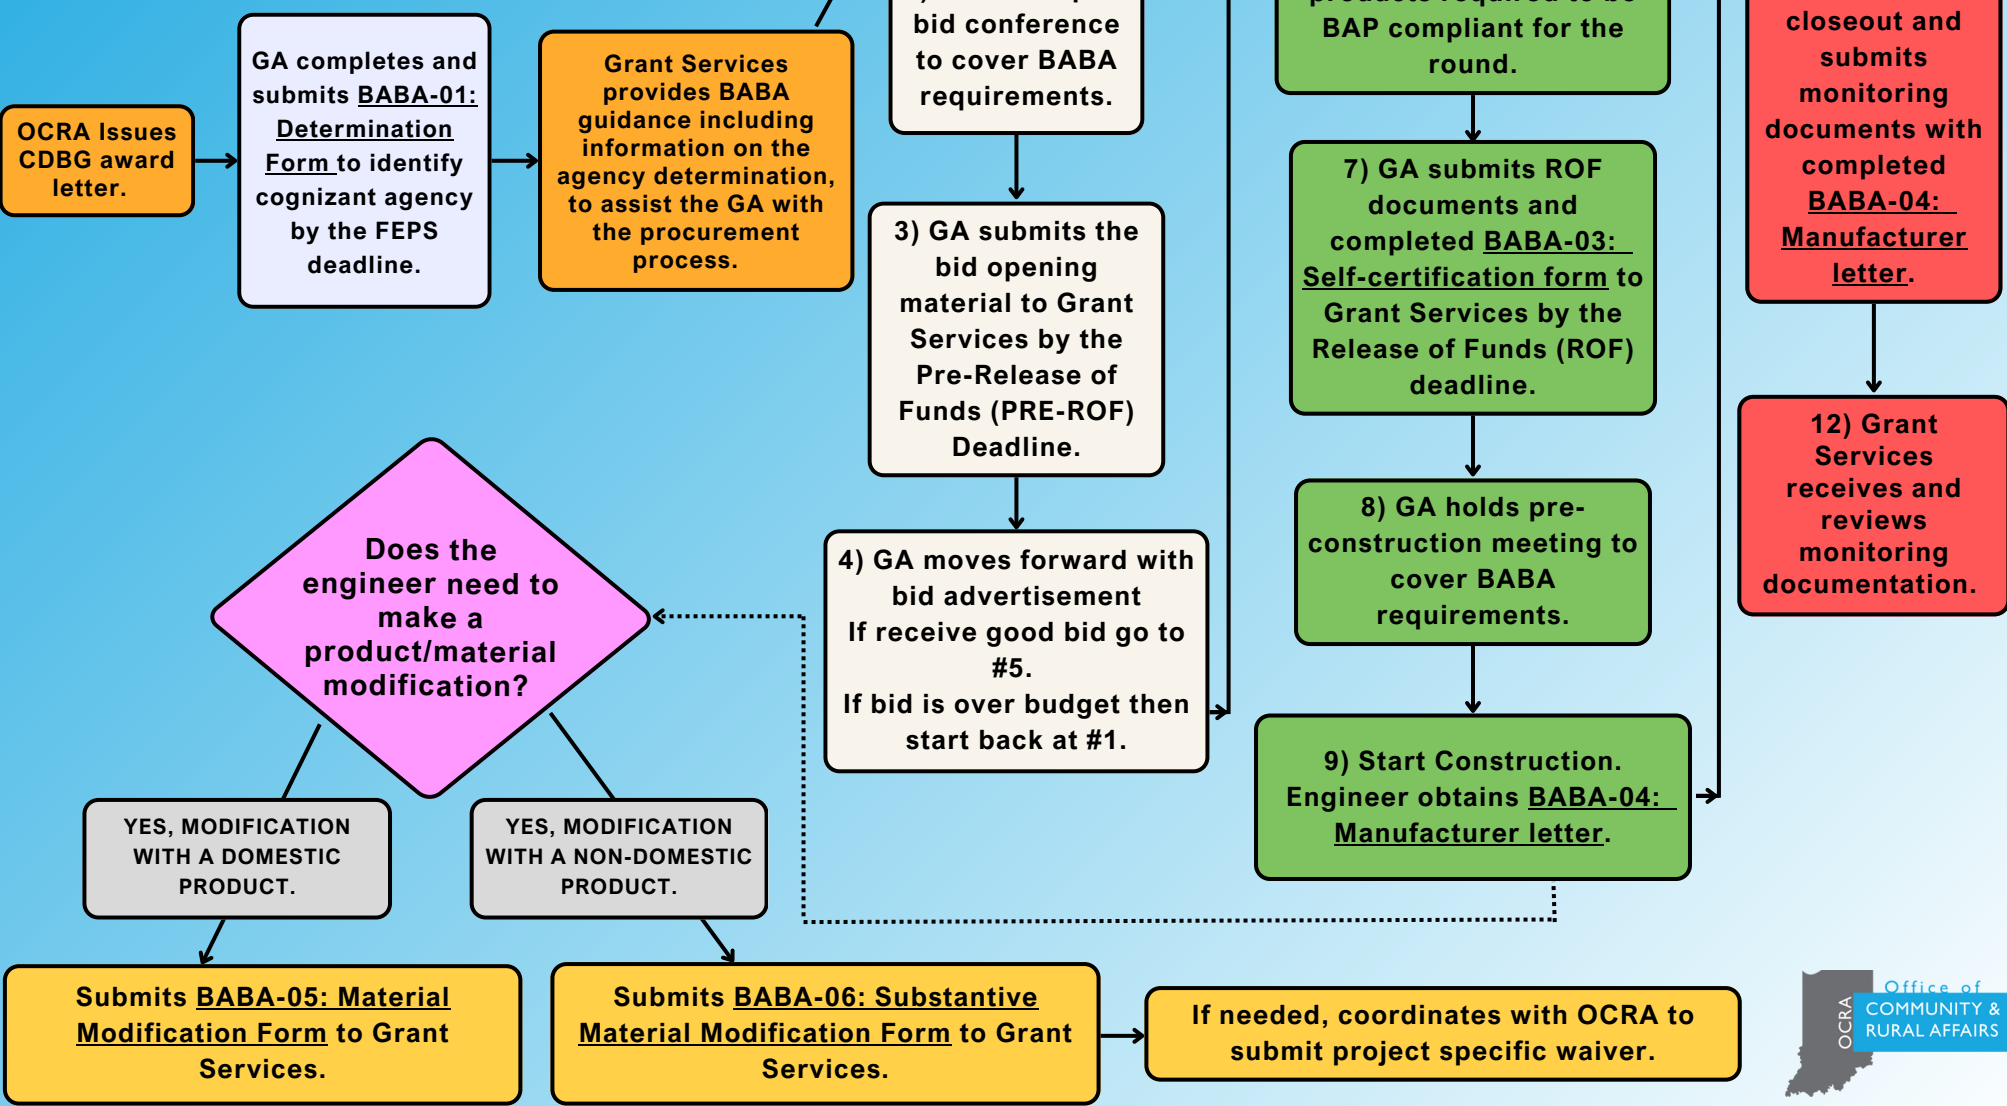 OCRA Issues
CDBG award
letter.
GA completes and
submits BABA-01:
Determination
Form to identify
cognizant agency
by the FEPS
deadline.
Grant Services
provides BABA
guidance including
information on the
agency determination,
to assist the GA with
the procurement
process.
bid conference
to cover BABA
requirements.
3) GA submits the
bid opening
material to Grant
Services by the
Pre-Release of
Funds (PRE-ROF)
Deadline.
4) GA moves forward with
bid advertisement
If receive good bid go to
#5.
If bid is over budget then
start back at #1.
products required to be
BAP compliant for the
round.
7) GA submits ROF
documents and
completed BABA-03:
Self-certification form to
Grant Services by the
Release of Funds (ROF)
deadline.
8) GA holds pre-
construction meeting to
cover BABA
requirements.
9) Start Construction.
Engineer obtains BABA-04:
Manufacturer letter.
closeout and
submits
monitoring
documents with
completed
BABA-04:
Manufacturer
letter.
12) Grant
Services
receives and
reviews
monitoring
documentation.
Does the
engineer need to
make a
product/material
modification?
YES, MODIFICATION
WITH A DOMESTIC
PRODUCT.
YES, MODIFICATION
WITH A NON-DOMESTIC
PRODUCT.
Submits BABA-05: Material
Modification Form to Grant
Services.
Submits BABA-06: Substantive
Material Modification Form to Grant
Services.
If needed, coordinates with OCRA to
submit project specific waiver.
OCRA
Office of
COMMUNITY &
RURAL AFFAIRS